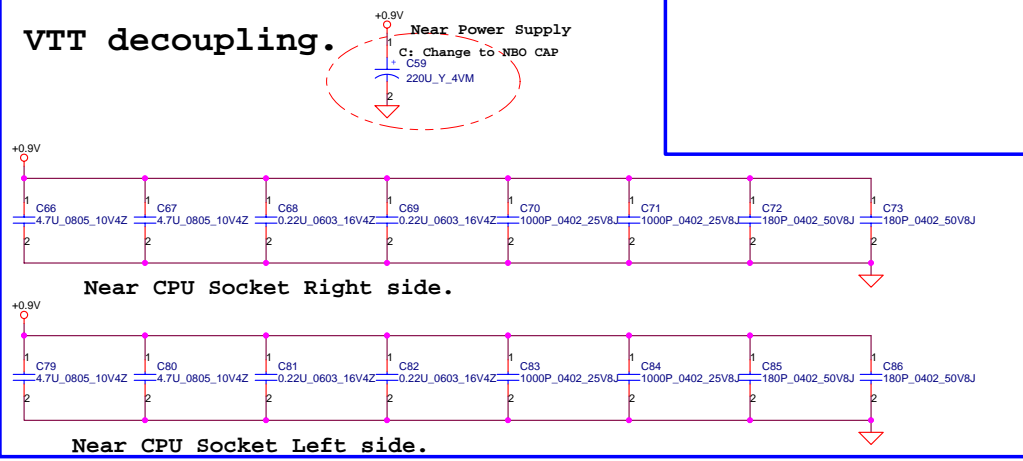 VTT decoupling.
+0.9V
Near Power Supply
1
C: Change to NBO CAP
+ C59
220U_Y_4VM
2
+0.9V
1 1 1 1 1 1 1 1
C66 C67 C68 C69 C70 C71 C72 C73
4.7U_0805_10V4Z 4.7U_0805_10V4Z 0.22U_0603_16V4Z 0.22U_0603_16V4Z 1000P_0402_25V8J 1000P_0402_25V8J 180P_0402_50V8J 180P_0402_50V8J
2 2 2 2 2 2 2 2
Near CPU Socket Right side.
+0.9V
1 1 1 1 1 1 1 1
C79 C80 C81 C82 C83 C84 C85 C86
4.7U_0805_10V4Z 4.7U_0805_10V4Z 0.22U_0603_16V4Z 0.22U_0603_16V4Z 1000P_0402_25V8J 1000P_0402_25V8J 180P_0402_50V8J 180P_0402_50V8J
2 2 2 2 2 2 2 2
Near CPU Socket Left side.